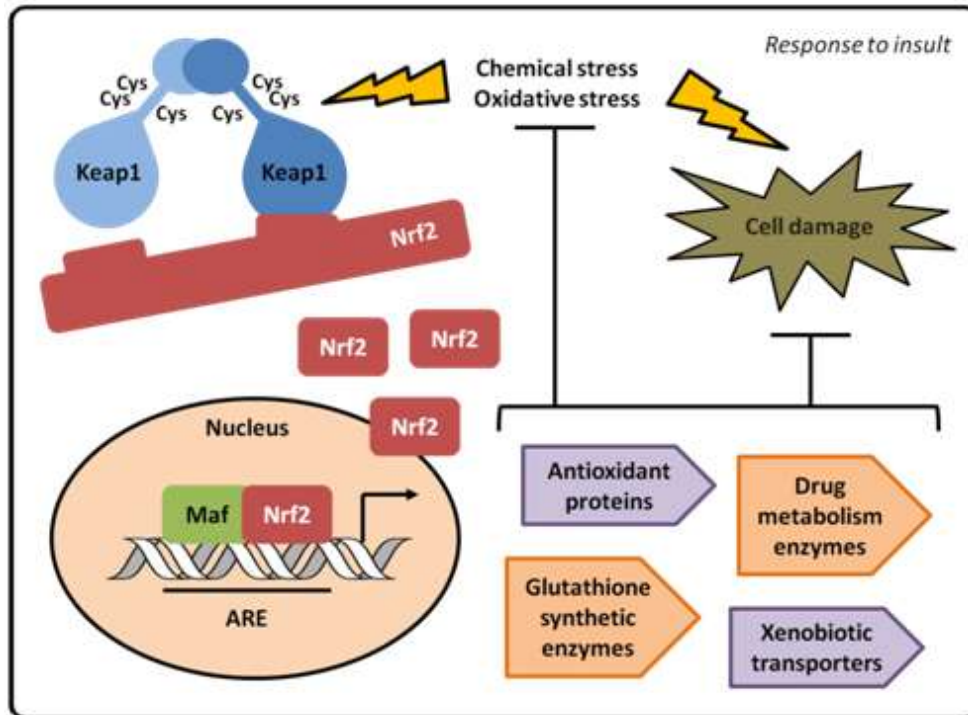 Response to insult
Cys
Cys
Cys
Cys
Cys
Cys
Chemical stress
Oxidative stress
Keap1
Keap1
Nrf2
Cell damage
Nrf2
Nrf2
Nrf2
Nucleus
Maf
Nrf2
ARE
Antioxidant
proteins
Drug
metabolism
enzymes
Glutathione
synthetic
enzymes
Xenobiotic
transporters